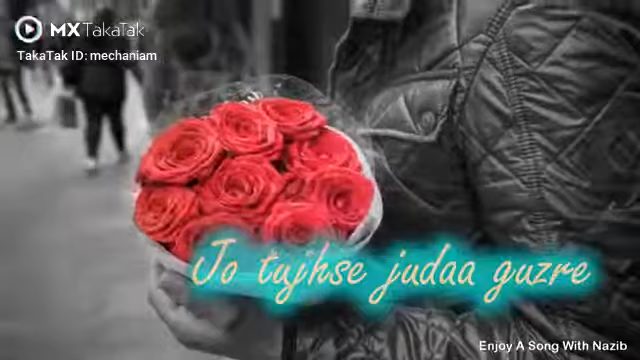 MX TakaTak
TakaTak ID: mechaniam
Jo tujhse judaa guzre
Enjoy A Song With Nazib